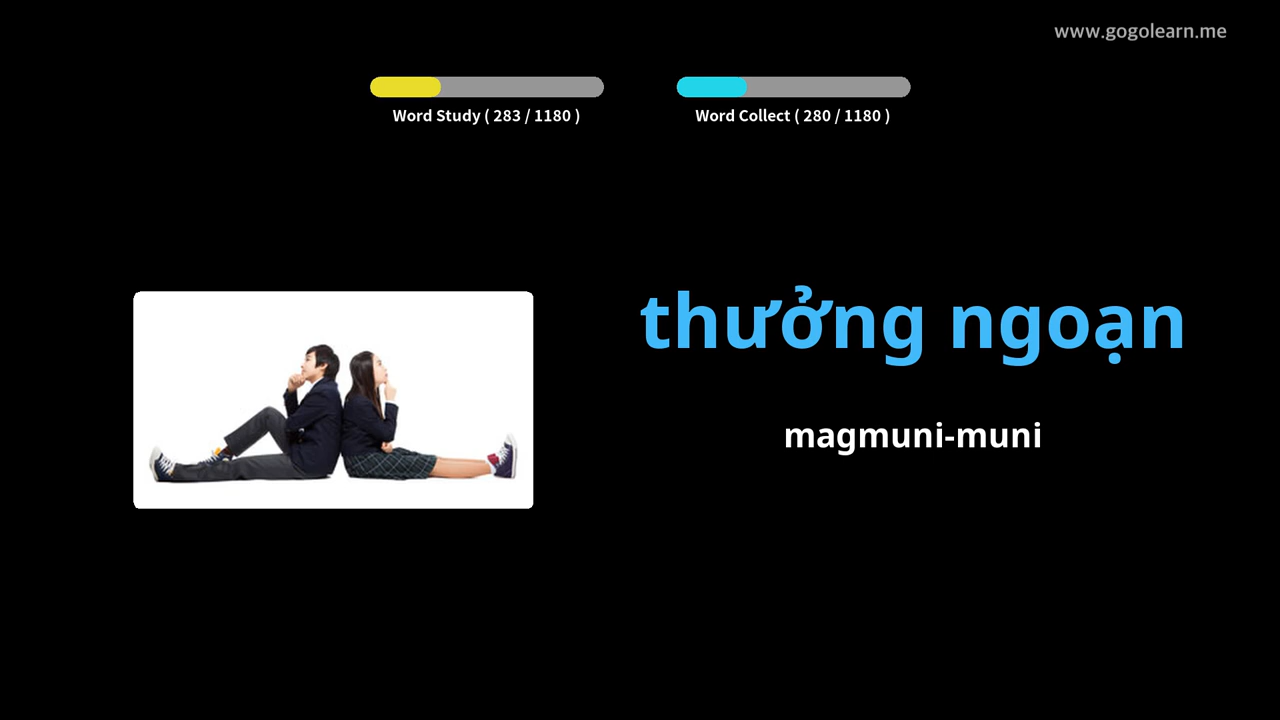 www.gogolearn.me
Word Study ( 283 / 1180 )
Word Collect ( 280 / 1180 )
thưởng ngoạn
magmuni-muni